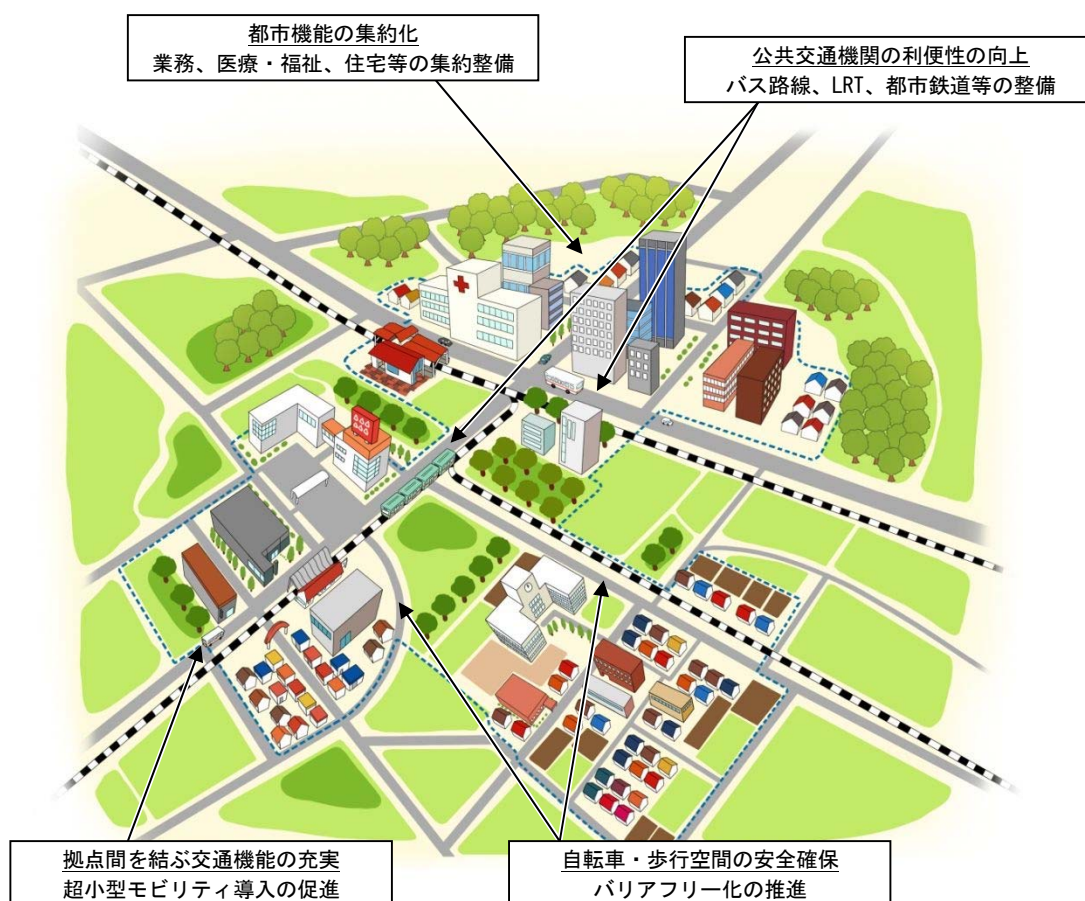 都市機能の集約化
業務、医療・福祉、住宅等の集約整備
公共交通機関の利便性の向上
バス路線、LRT、都市鉄道等の整備
拠点間を結ぶ交通機能の充実
超小型モビリティ導入の促進
自転車・歩行空間の安全確保
バリアフリー化の推進